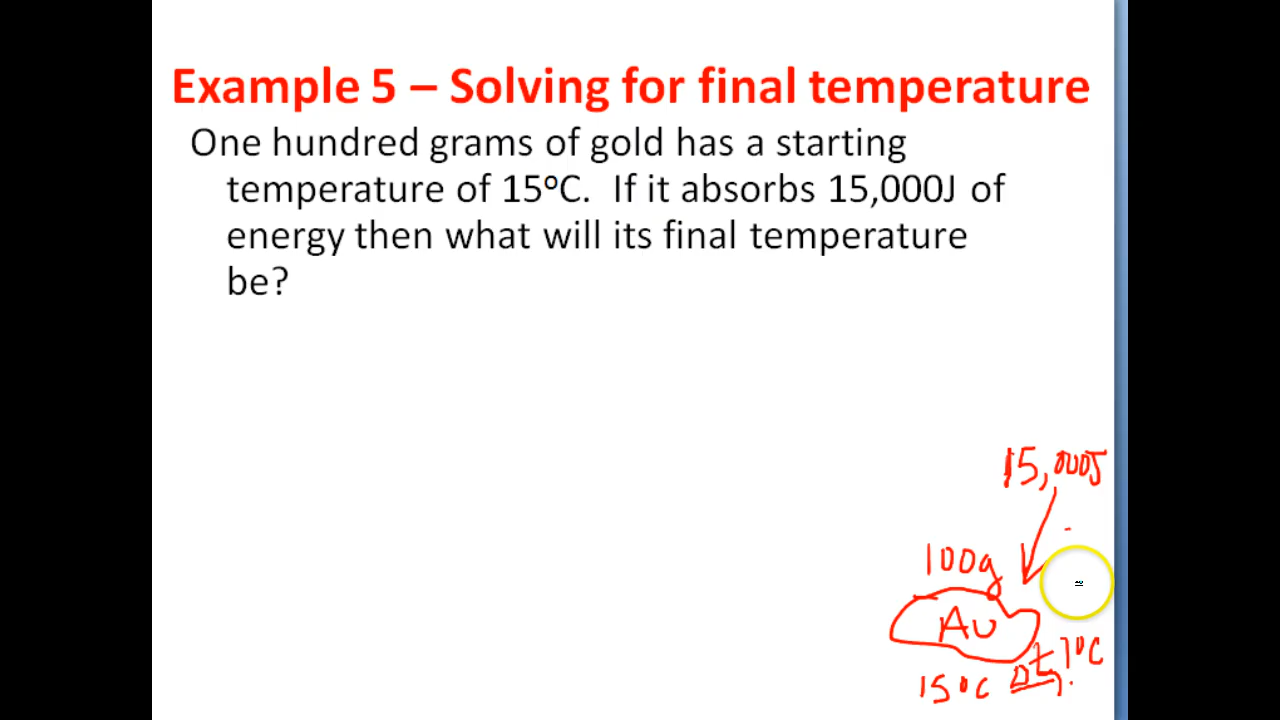 Example 5 – Solving for final temperature
One hundred grams of gold has a starting
temperature of 15°C. If it absorbs 15,000J of
energy then what will its final temperature
be?
15,000J
100g
Au
15°C Δt ?°C